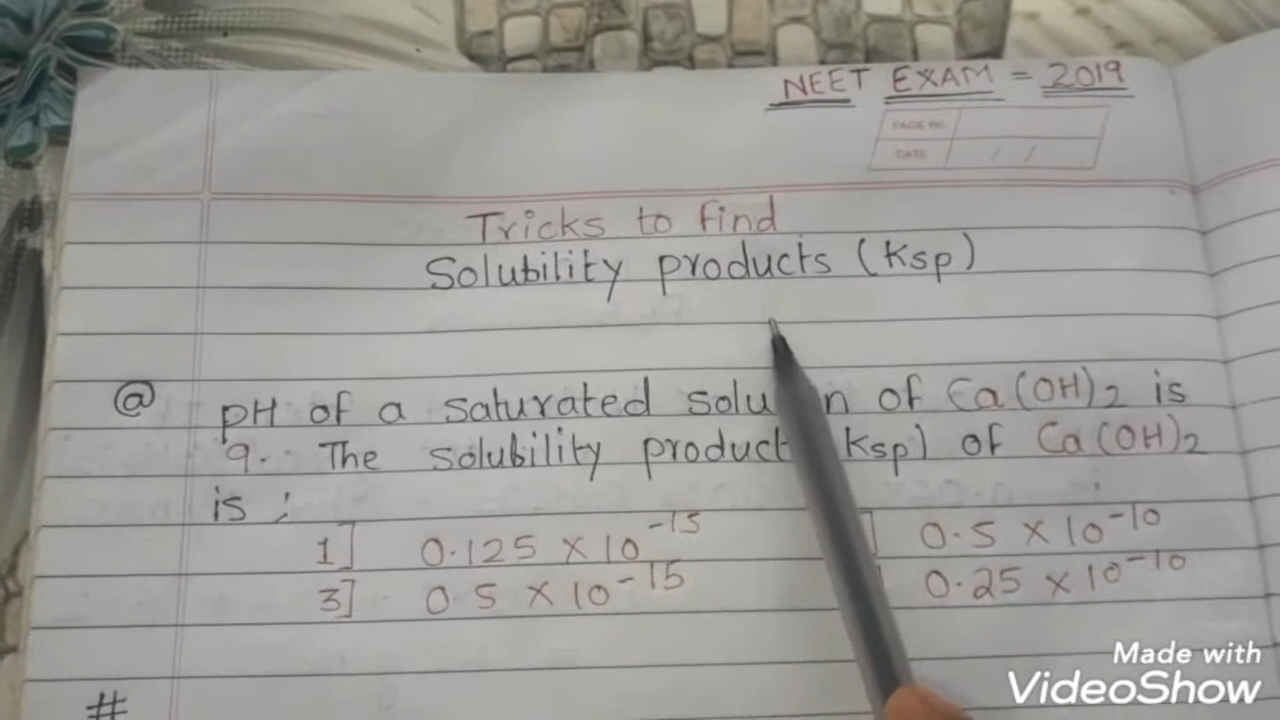 NEET EXAM = 2019
PAGE NO.
DATE / /
Tricks to find
Solubility products (Ksp)
@ pH of a saturated of Ca(OH)2 is
9. The solubility product Ksp) of Ca(OH)2
is :
1] 0.125 × 10^-15 ] 0.5 × 10^-10
3] 0.5 × 10^-15 0.25 × 10^-10
#
Made with
VideoShow